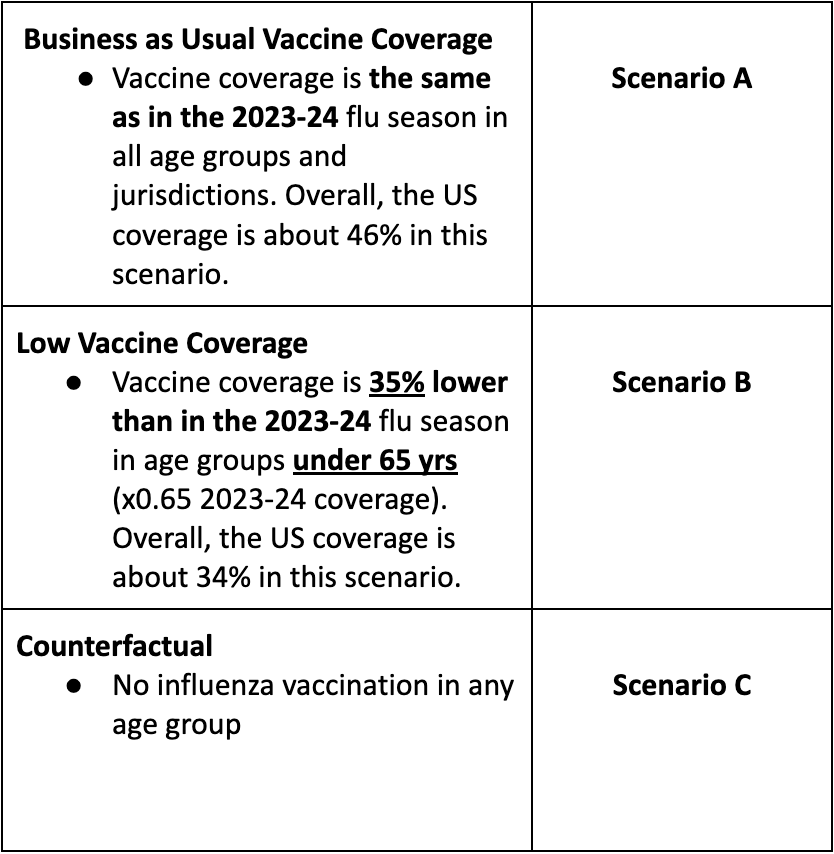 Business as Usual Vaccine Coverage
● Vaccine coverage is the same
as in the 2023-24 flu season in
all age groups and
jurisdictions. Overall, the US
coverage is about 46% in this
scenario.
Scenario A
Low Vaccine Coverage
● Vaccine coverage is 35% lower
than in the 2023-24 flu season
in age groups under 65 yrs
(x0.65 2023-24 coverage).
Overall, the US coverage is
about 34% in this scenario.
Scenario B
Counterfactual
● No influenza vaccination in any
age group
Scenario C